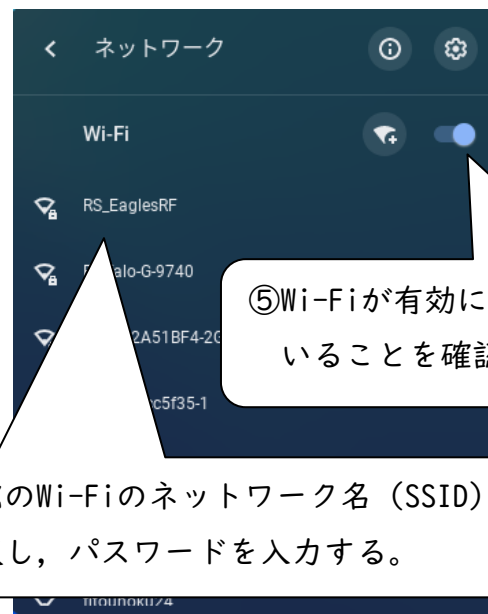 ネットワーク
Wi-Fi
RS_EaglesRF
alo-G-9740
2A51BF4-2G
⑤Wi-Fiが有効に
いることを確認
c5f35-1
のWi-Fiのネットワーク名（SSID）
し，パスワードを入力する。